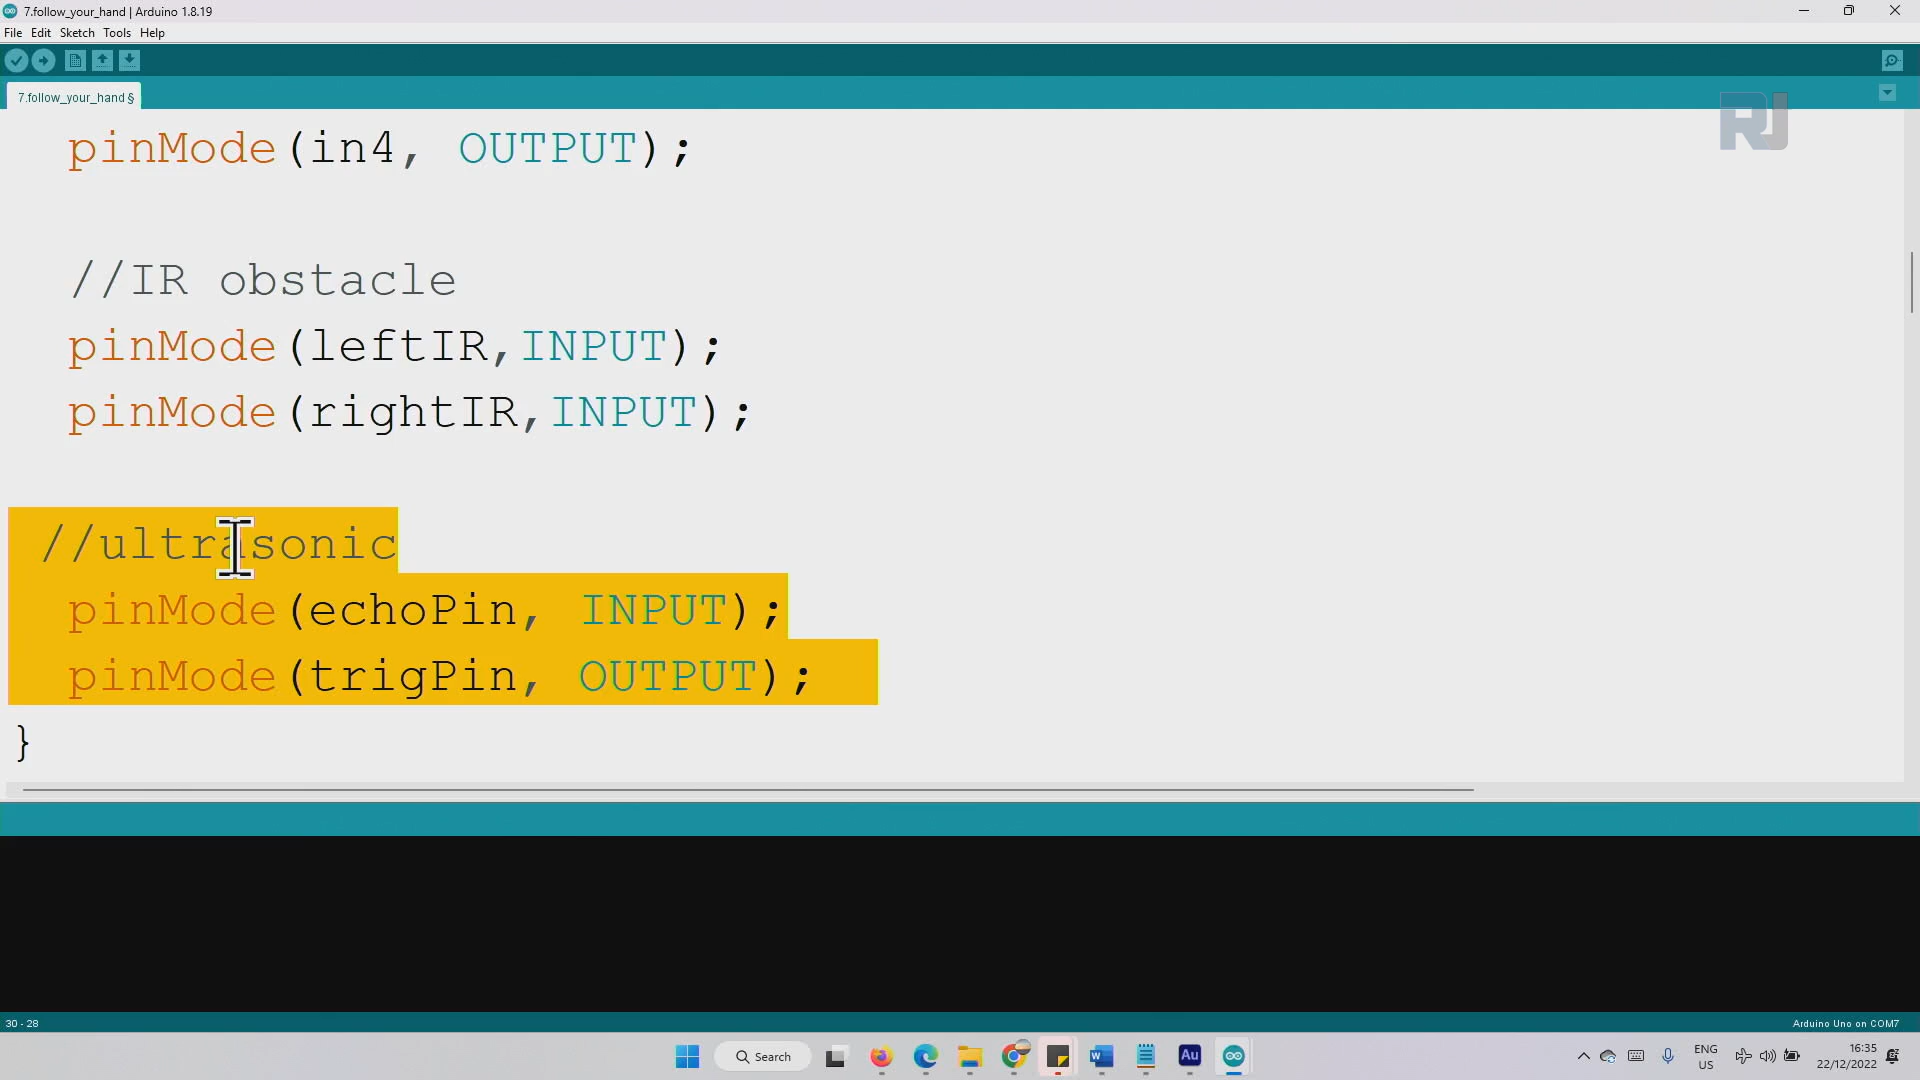 7.follow_your_hand | Arduino 1.8.19
File Edit Sketch Tools Help
7.follow_your_hand §
RJ
pinMode(in4, OUTPUT);
//IR obstacle
pinMode(leftIR,INPUT);
pinMode(rightIR,INPUT);
//ultrasonic
pinMode(echoPin, INPUT);
pinMode(trigPin, OUTPUT);
}
30 - 28
Arduino Uno on COM7
Search
W
Au
ENG
US
16:35
22/12/2022